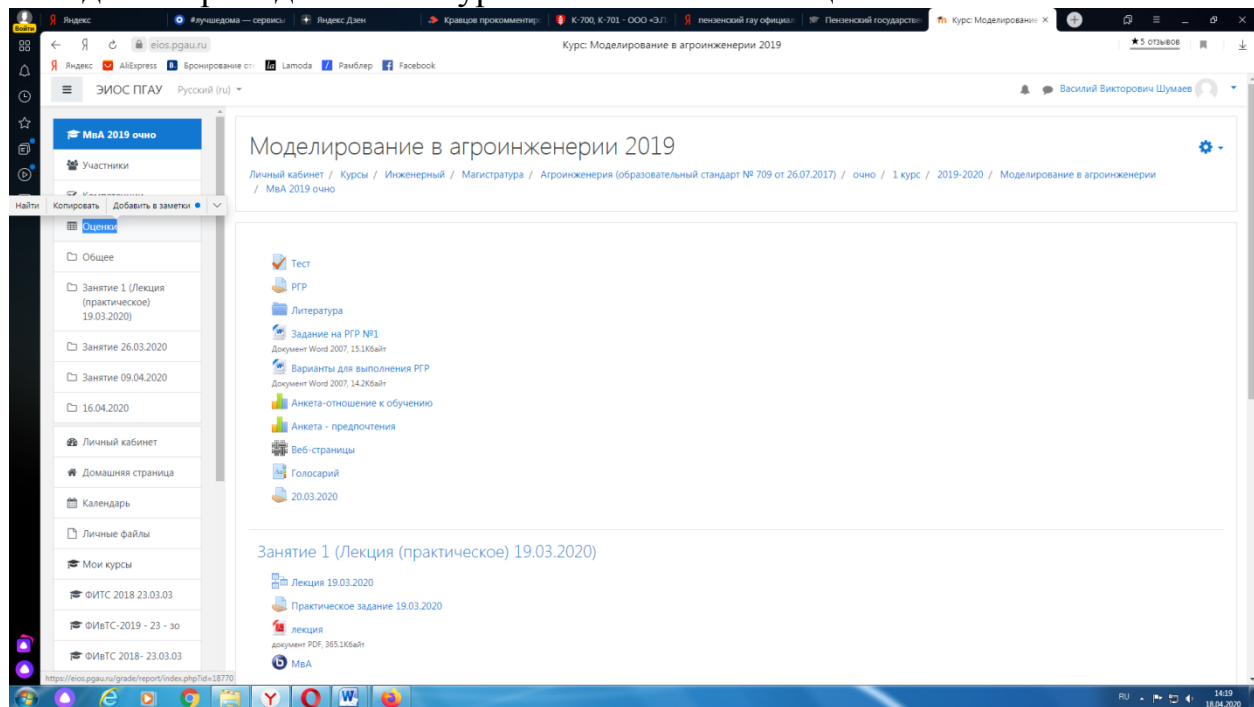 Войти
Яндекс
#лучшедома — сервисы
Яндекс Дзен
Кравцов прокомментиро
К-700, К-701 - ООО «ЭЛ
пензенский гау официал
Пензенский государствен
Курс: Моделирование
eios.pgau.ru
Курс: Моделирование в агроинженерии 2019
★5 отзывов
Яндекс
AliExpress
Бронирование от
Lamoda
Рамблер
Facebook
ЭИОС ПГАУ
Русский (ru)
Василий Викторович Шумаев
МвА 2019 очно
Участники
Компетенции
Найти
Копировать
Добавить в заметки
Оценки
Общее
Занятие 1 (Лекция
(практическое)
19.03.2020)
Занятие 26.03.2020
Занятие 09.04.2020
16.04.2020
Личный кабинет
Домашняя страница
Календарь
Личные файлы
Мои курсы
ФИТС 2018 23.03.03
ФИвТС-2019 - 23 - зо
ФИвТС 2018- 23.03.03
Моделирование в агроинженерии 2019
Личный кабинет / Курсы / Инженерный / Магистратура / Агроинженерия (образовательный стандарт № 709 от 26.07.2017) / очно / 1 курс / 2019-2020 / Моделирование в агроинженерии
/ МвА 2019 очно
Тест
РГР
Литература
Задание на РГР №1
Документ Word 2007, 15.1Кбайт
Варианты для выполнения РГР
Документ Word 2007, 14.2Кбайт
Анкета-отношение к обучению
Анкета - предпочтения
Веб-страницы
Голосарий
20.03.2020
Занятие 1 (Лекция (практическое) 19.03.2020)
Лекция 19.03.2020
Практическое задание 19.03.2020
лекция
документ PDF, 365.1Кбайт
МвА
https://eios.pgau.ru/grade/report/index.php?id=18770
RU
14:19
18.04.2020